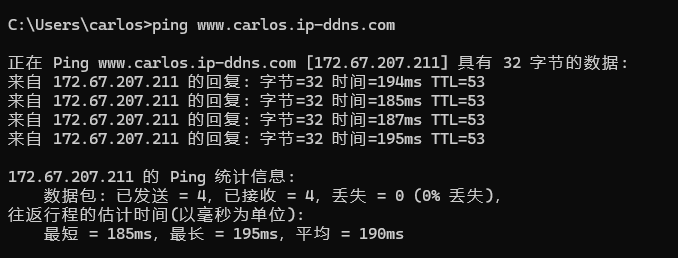 C:\Users\carlos>ping www.carlos.ip-ddns.com
正在 Ping www.carlos.ip-ddns.com [172.67.207.211] 具有 32 字节的数据:
来自 172.67.207.211 的回复: 字节=32 时间=194ms TTL=53
来自 172.67.207.211 的回复: 字节=32 时间=185ms TTL=53
来自 172.67.207.211 的回复: 字节=32 时间=187ms TTL=53
来自 172.67.207.211 的回复: 字节=32 时间=195ms TTL=53
172.67.207.211 的 Ping 统计信息:
数据包: 已发送 = 4, 已接收 = 4, 丢失 = 0 (0% 丢失),
往返行程的估计时间(以毫秒为单位):
最短 = 185ms, 最长 = 195ms, 平均 = 190ms